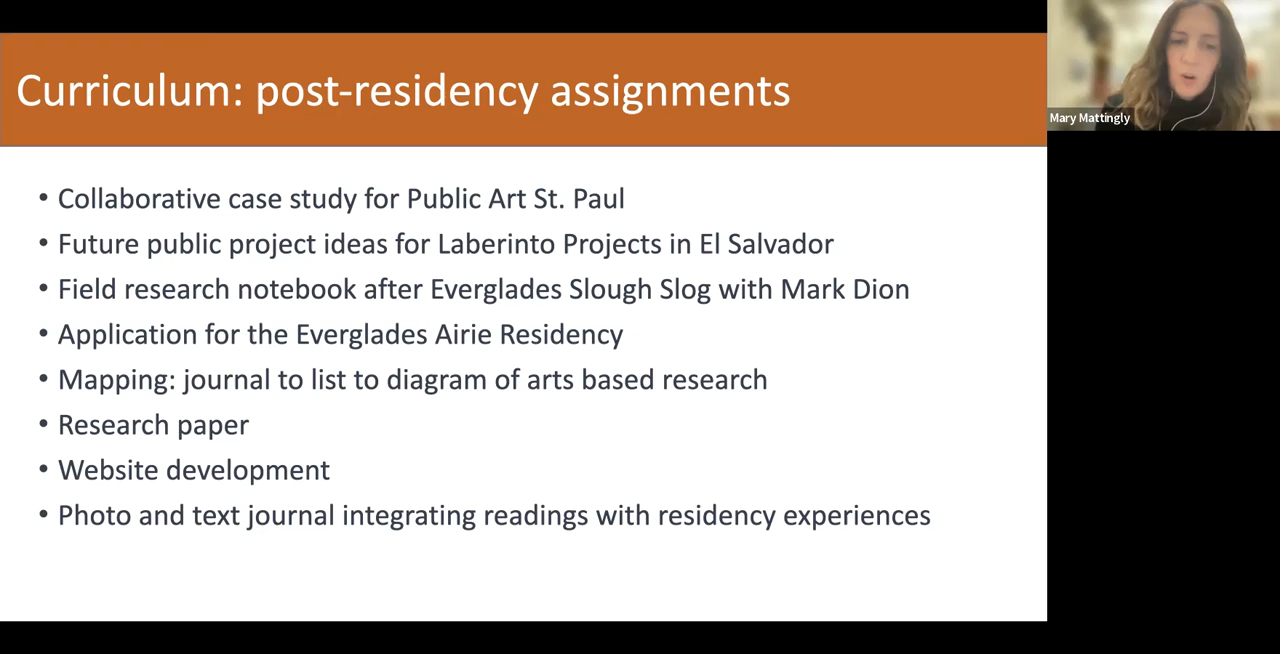 Curriculum: post-residency assignments
• Collaborative case study for Public Art St. Paul
• Future public project ideas for Laberinto Projects in El Salvador
• Field research notebook after Everglades Slough Slog with Mark Dion
• Application for the Everglades Airie Residency
• Mapping: journal to list to diagram of arts based research
• Research paper
• Website development
• Photo and text journal integrating readings with residency experiences
Mary Mattingly